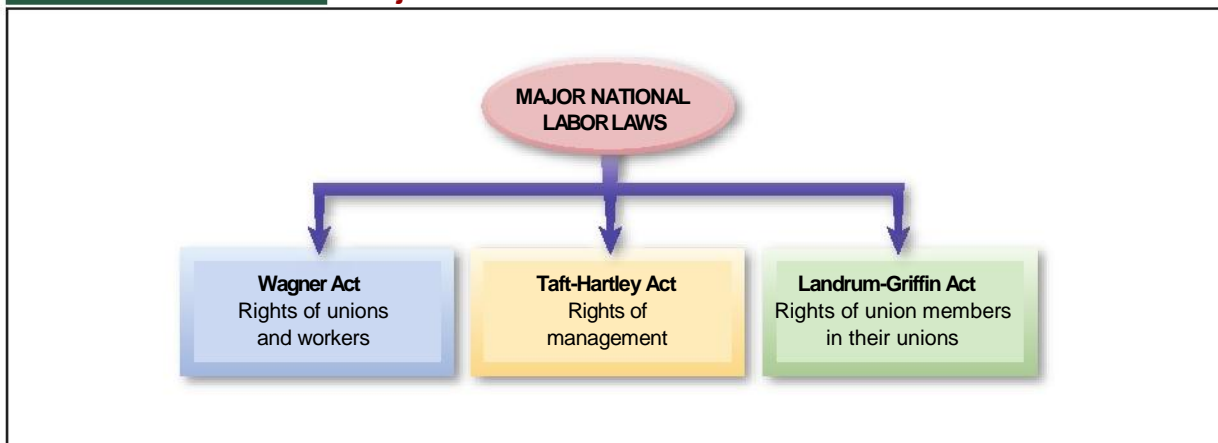 MAJOR NATIONAL
LABOR LAWS
Wagner Act
Rights of unions
and workers
Taft-Hartley Act
Rights of
management
Landrum-Griffin Act
Rights of union members
in their unions